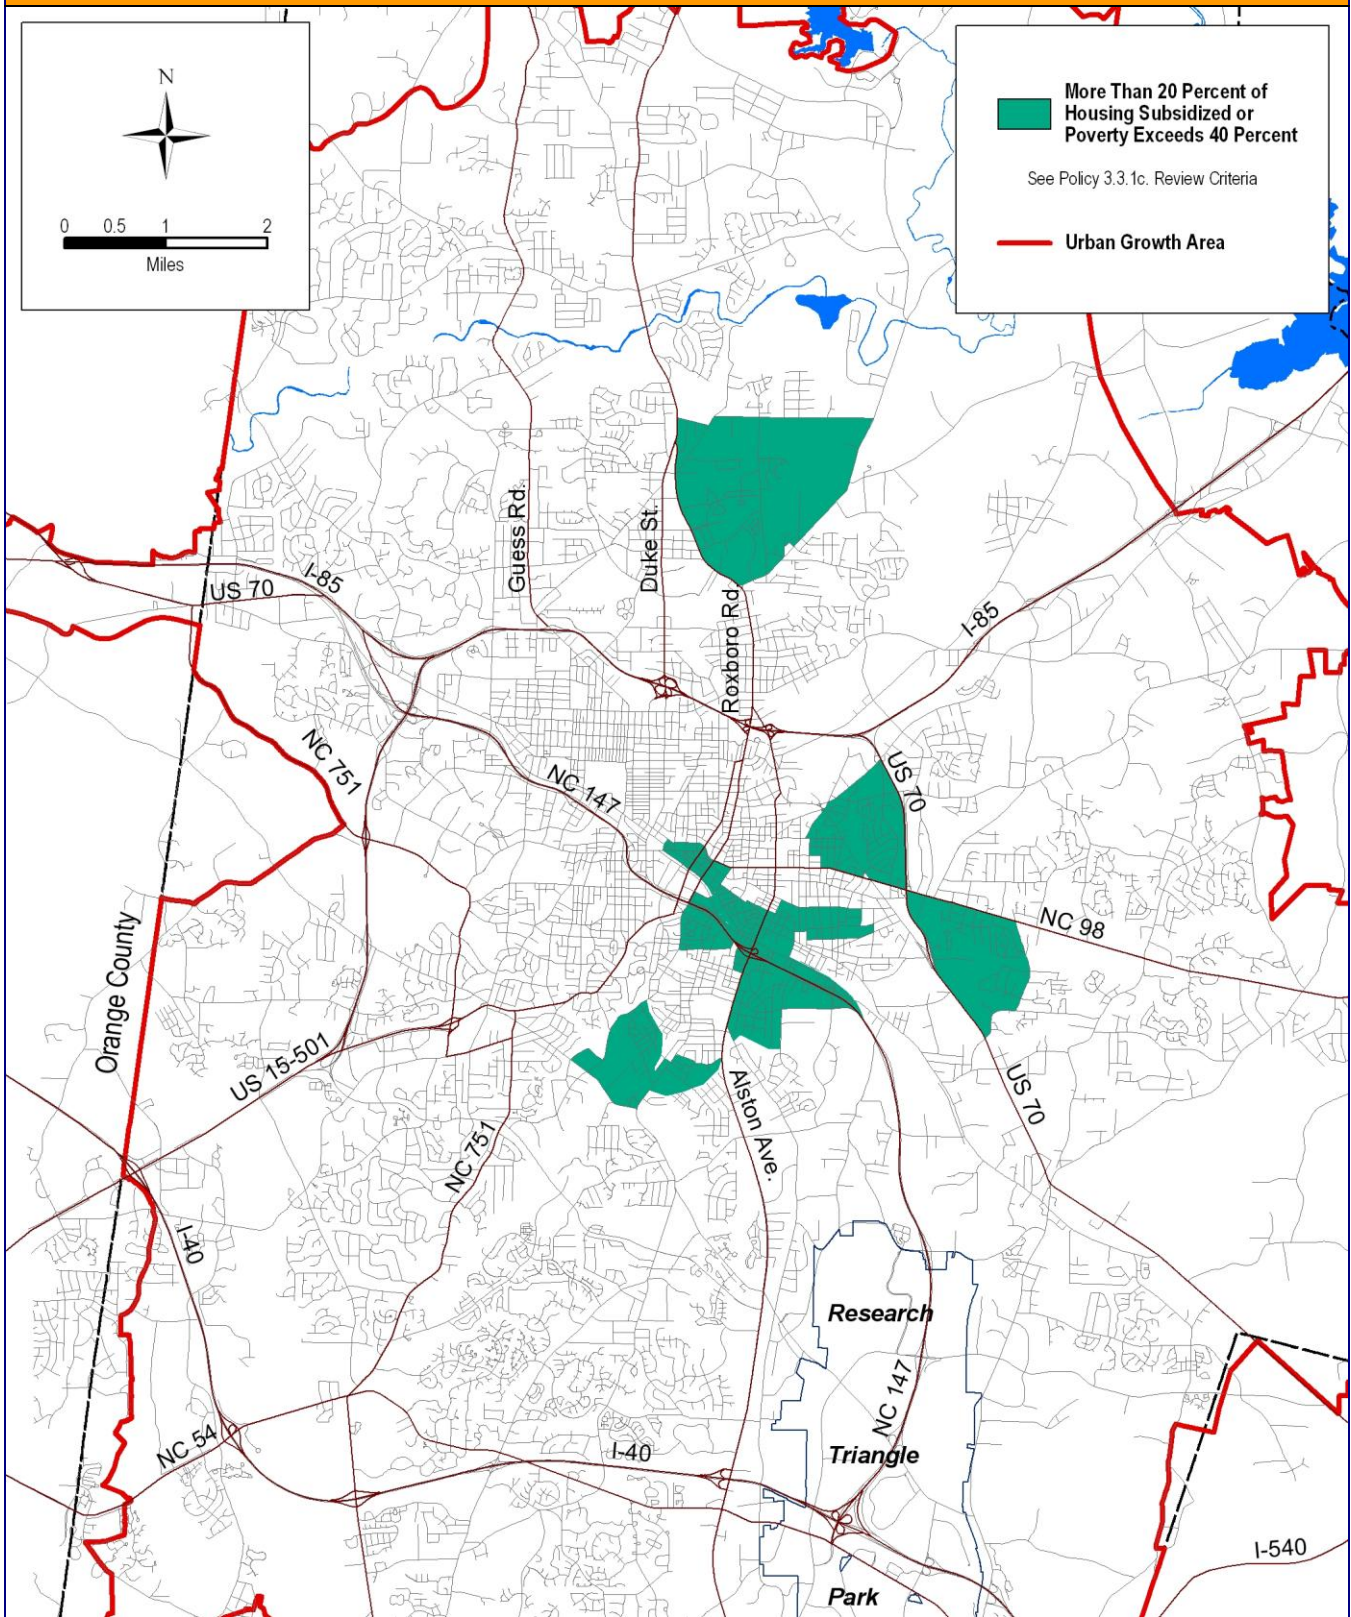 N
0 0.5 1 2
Miles
More Than 20 Percent of
Housing Subsidized or
Poverty Exceeds 40 Percent
See Policy 3.3.1c. Review Criteria
Urban Growth Area
Guess Rd.
Duke St.
Roxboro Rd.
I-85
US 70
I-85
NC 751
NC 147
US 70
NC 98
Orange County
US 15-501
NC 751
Alston Ave.
US 70
I-40
Research
NC 147
Triangle
NC 54
I-40
I-540
Park